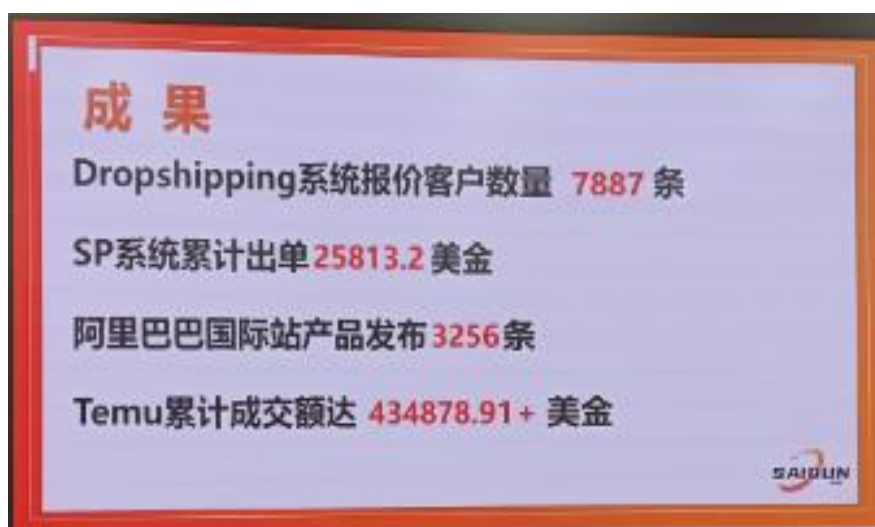 成果
Dropshipping系统报价客户数量 7887 条
SP系统累计出单25813.2美金
阿里巴巴国际站产品发布3256条
Temu累计成交额达 434878.91+ 美金
SAIDUN